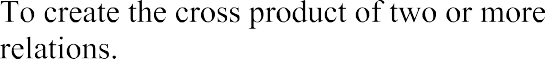 To create the cross product of two or more
relations.